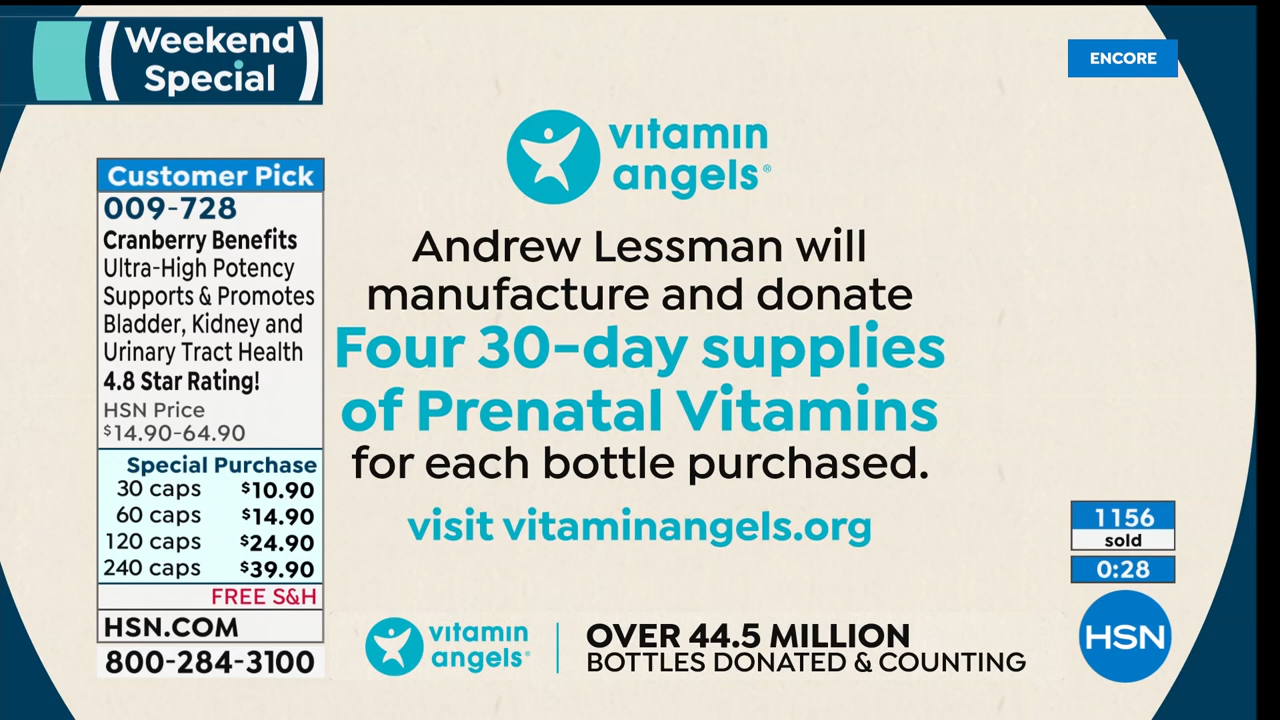 (Weekend
Special)
ENCORE
Customer Pick
009-728
Cranberry Benefits
Ultra-High Potency
Supports & Promotes
Bladder, Kidney and
Urinary Tract Health
4.8 Star Rating!
HSN Price
$14.90-64.90
Special Purchase
30 caps $10.90
60 caps $14.90
120 caps $24.90
240 caps $39.90
FREE S&H
HSN.COM
800-284-3100
vitamin
angels®
Andrew Lessman will
manufacture and donate
Four 30-day supplies
of Prenatal Vitamins
for each bottle purchased.
visit vitaminangels.org
vitamin
angels®
OVER 44.5 MILLION
BOTTLES DONATED & COUNTING
1156
sold
0:28
HSN